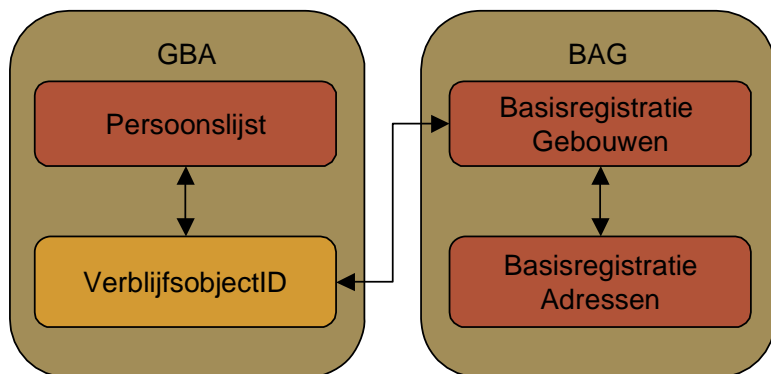 GBA
Persoonslijst
VerblijfsobjectID
BAG
Basisregistratie
Gebouwen
Basisregistratie
Adressen